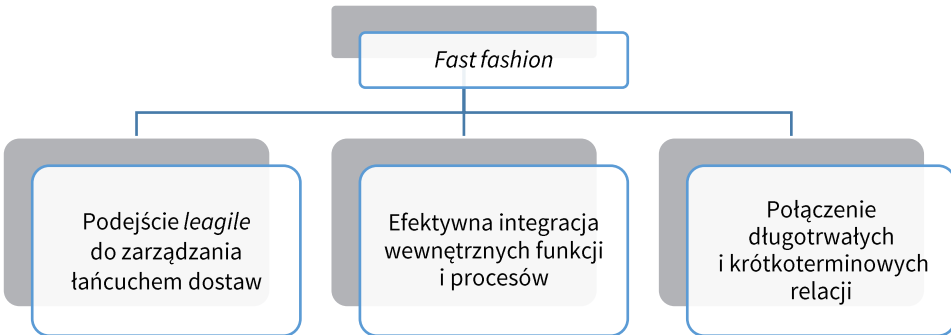 Fast fashion
Podejście leagile
do zarządzania
łańcuchem dostaw
Efektywna integracja
wewnętrznych funkcji
i procesów
Połączenie
długotrwałych
i krótkoterminowych
relacji